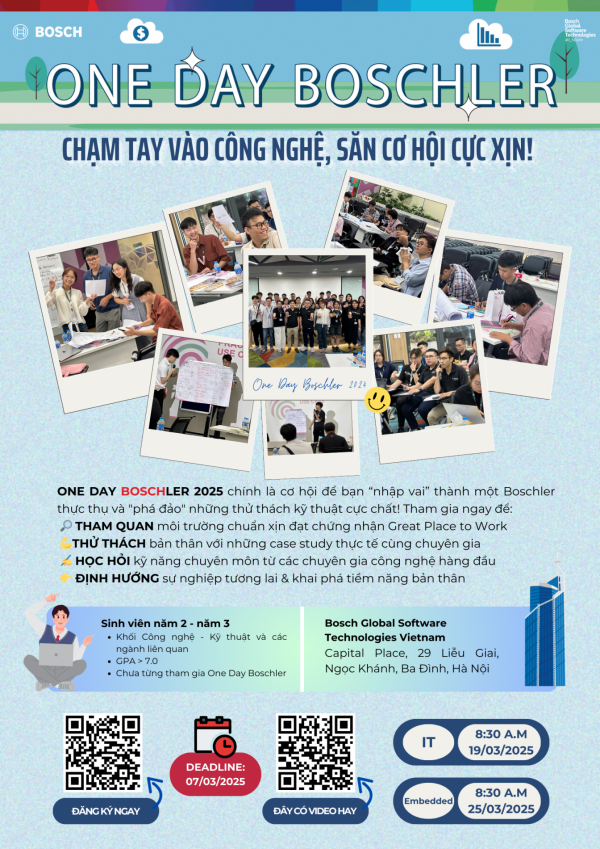 BOSCH
Bosch
Global
Software
Technologies
ONE DAY BOSCHLER
CHẠM TAY VÀO CÔNG NGHỆ, SĂN CƠ HỘI CỰC XỊN!
One Day Boschler 2024
ONE DAY BOSCHLER 2025 chính là cơ hội để bạn “nhập vai” thành một Boschler
thực thụ và "phá đảo" những thử thách kỹ thuật cực chất! Tham gia ngay để:
THAM QUAN môi trường chuẩn xịn đạt chứng nhận Great Place to Work
THỬ THÁCH bản thân với những case study thực tế cùng chuyên gia
HỌC HỎI kỹ năng chuyên môn từ các chuyên gia công nghệ hàng đầu
ĐỊNH HƯỚNG sự nghiệp tương lai & khai phá tiềm năng bản thân
Sinh viên năm 2 - năm 3
• Khối Công nghệ - Kỹ thuật và các
ngành liên quan
• GPA > 7.0
• Chưa từng tham gia One Day Boschler
Bosch Global Software
Technologies Vietnam
Capital Place, 29 Liễu Giai,
Ngọc Khánh, Ba Đình, Hà Nội
DEADLINE:
07/03/2025
ĐĂNG KÝ NGAY
ĐÂY CÓ VIDEO HAY
IT
8:30 A.M
19/03/2025
Embedded
8:30 A.M
25/03/2025